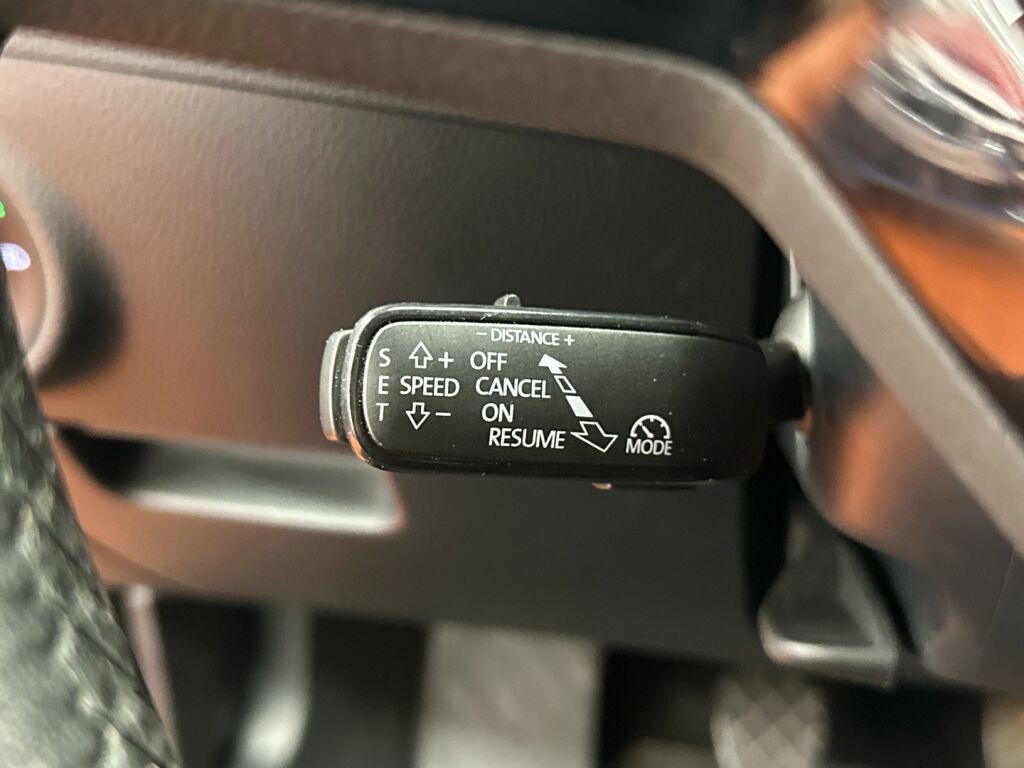 − DISTANCE +
S + OFF
E SPEED CANCEL
T − ON
RESUME
MODE